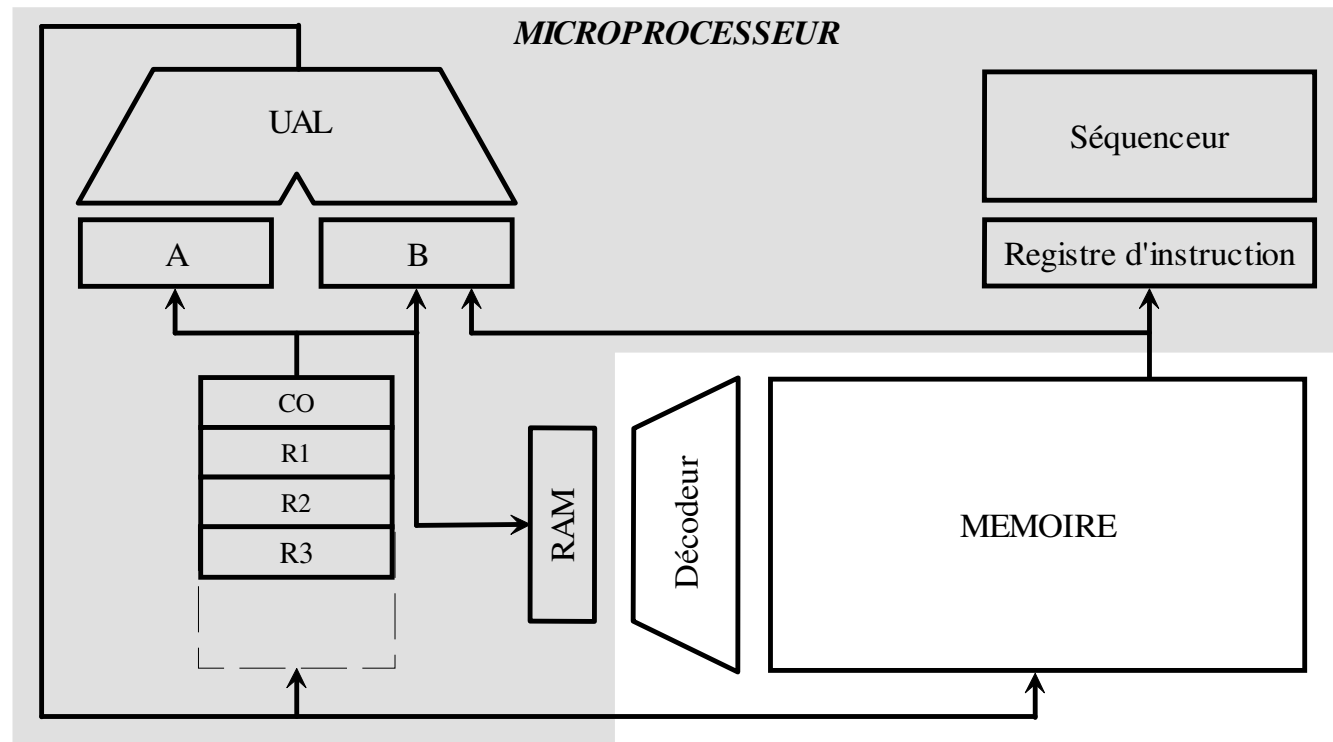 MICROPROCESSEUR
UAL
Séquenceur
A
B
Registre d'instruction
CO
R1
R2
R3
RAM
Décodeur
MEMOIRE